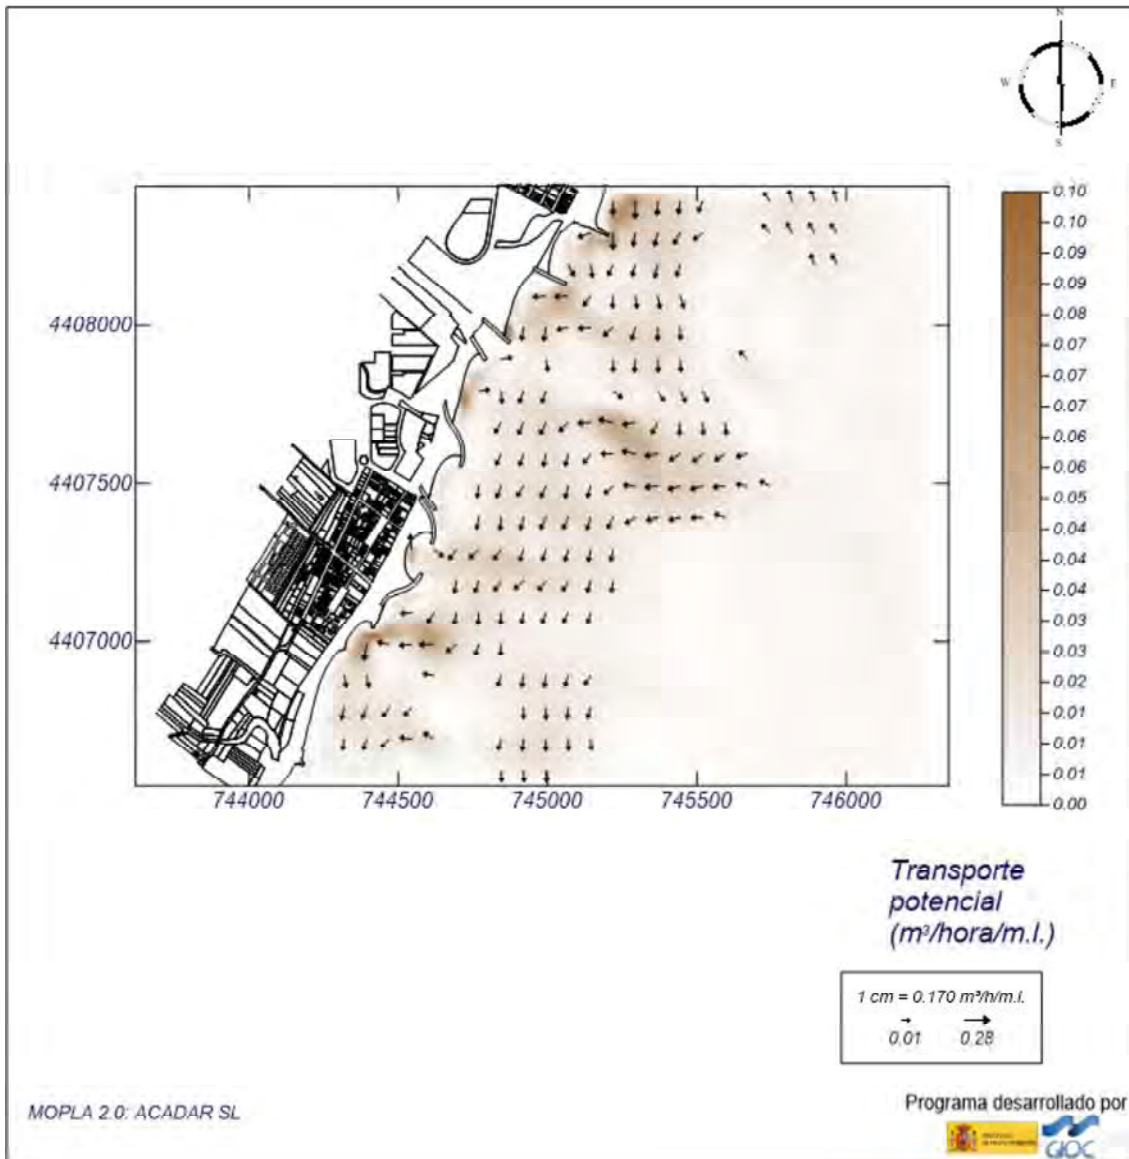 N
W E
S
0.10
0.10
0.09
0.09
0.08
0.07
0.07
0.07
0.06
0.06
0.05
0.04
0.04
0.04
0.03
0.03
0.02
0.01
0.01
0.01
0.00
4408000
4407500
4407000
744000 744500 745000 745500 746000
Transporte
potencial
(m³/hora/m.l.)
1 cm = 0.170 m³/h/m.l.
0.01 0.28
MOPLA 2.0: ACADAR SL
Programa desarrollado por
GIOC